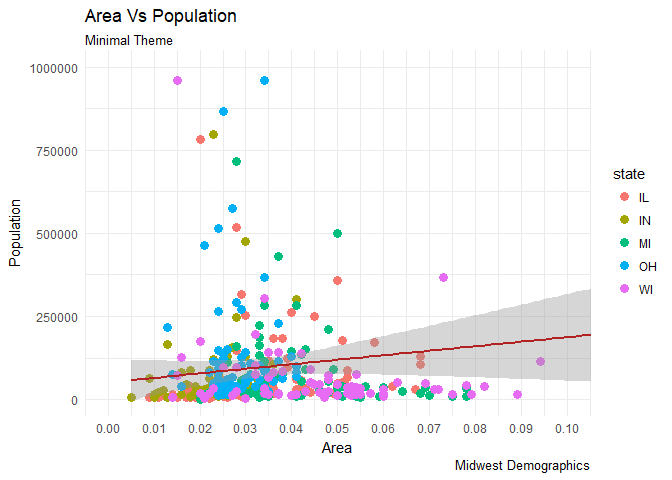 Area Vs Population
Minimal Theme
1000000
750000
500000
250000
0
Population
0.00 0.01 0.02 0.03 0.04 0.05 0.06 0.07 0.08 0.09 0.10
Area
state
IL
IN
MI
OH
WI
Midwest Demographics